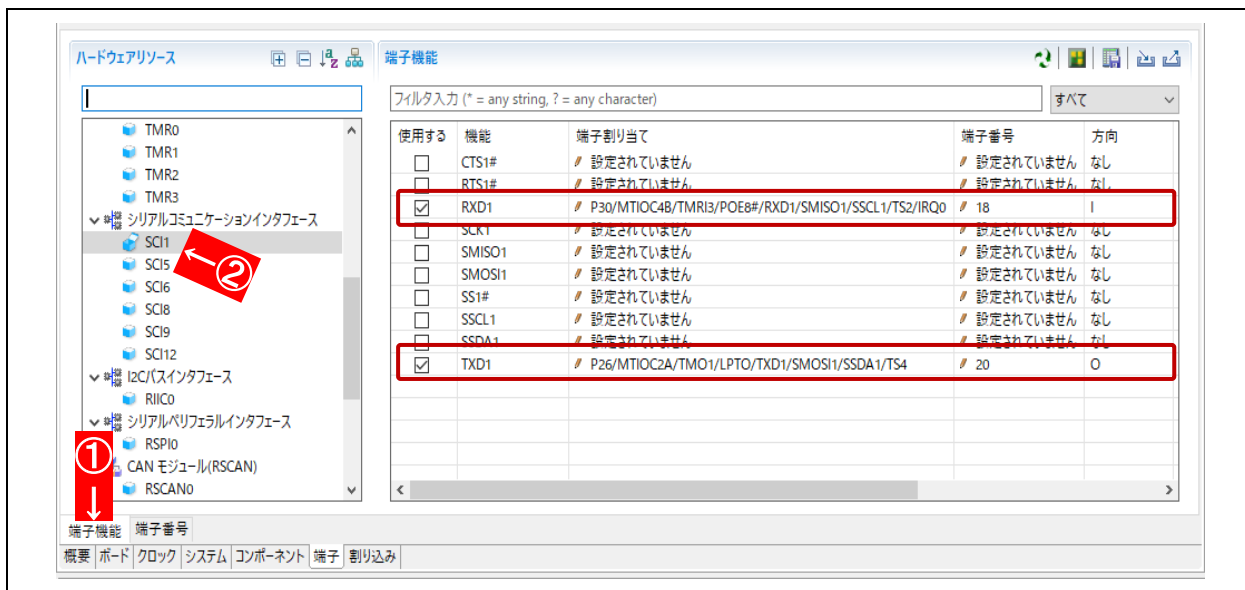 ハードウェアリソース
端子機能
フィルタ入力 (* = any string, ? = any character)
すべて
TMR0
TMR1
TMR2
TMR3
シリアルコミュニケーションインタフェース
SCI1
SCI5
SCI6
SCI8
SCI9
SCI12
I2Cバスインタフェース
RIIC0
シリアルペリフェラルインタフェース
RSPI0
CAN モジュール(RSCAN)
RSCAN0
①
↓
←②
使用する 機能 端子割り当て 端子番号 方向
CTS1# 設定されていません 設定されていません なし
RTS1# 設定されていません 設定されていません なし
RXD1 P30/MTIOC4B/TMRI3/POE8#/RXD1/SMISO1/SSCL1/TS2/IRQ0 18 I
SCK1 設定されていません 設定されていません なし
SMISO1 設定されていません 設定されていません なし
SMOSI1 設定されていません 設定されていません なし
SS1# 設定されていません 設定されていません なし
SSCL1 設定されていません 設定されていません なし
SSDA1 設定されていません 設定されていません なし
TXD1 P26/MTIOC2A/TMO1/LPTO/TXD1/SMOSI1/SSDA1/TS4 20 O
端子機能 端子番号
概要 ボード クロック システム コンポーネント 端子 割り込み